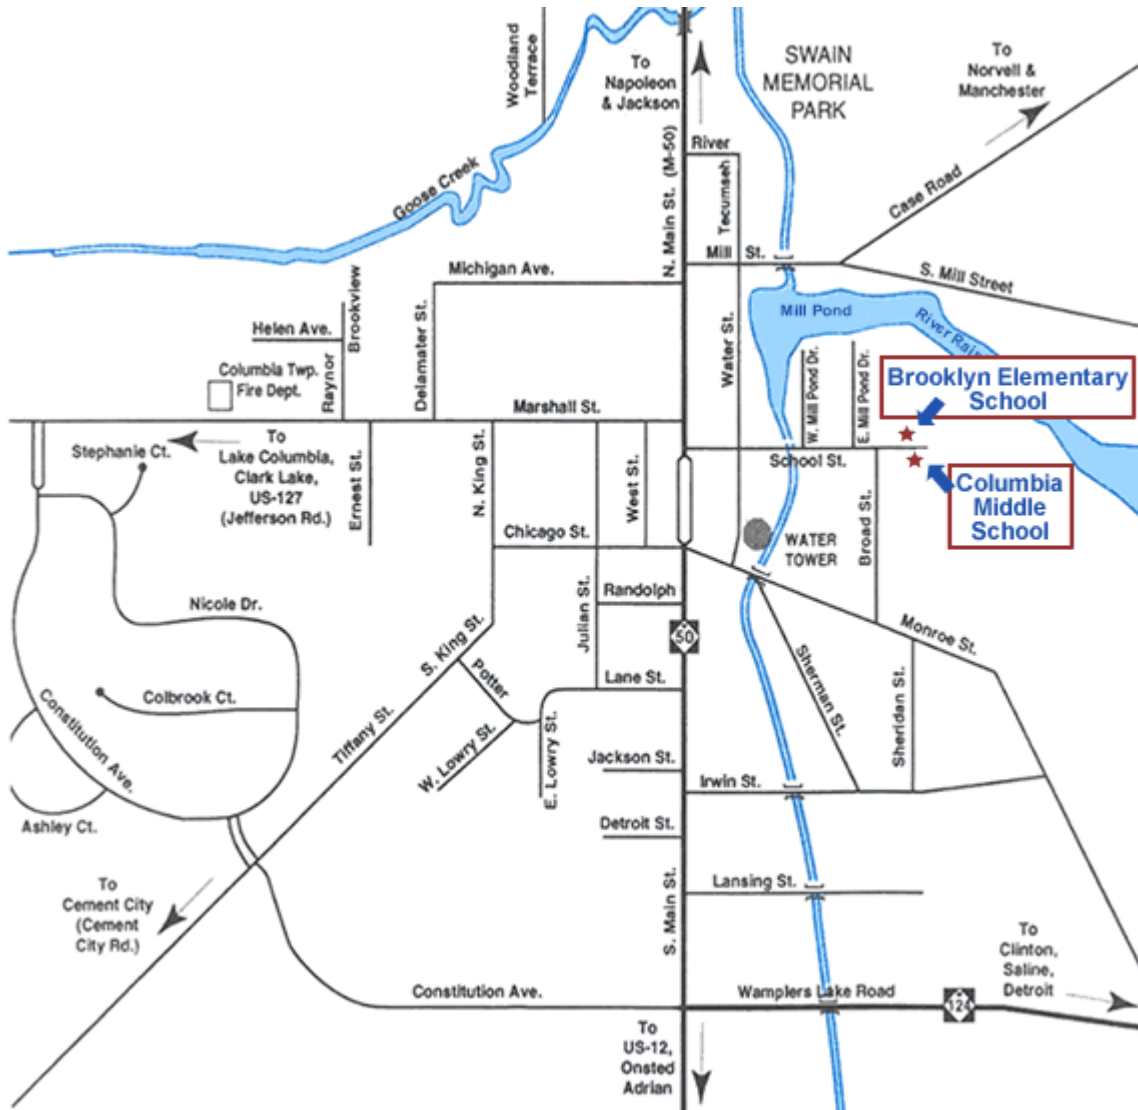 Woodland
Terrace
To
Napoleon
& Jackson
SWAIN
MEMORIAL
PARK
To
Norvell &
Manchester
Goose Creek
N. Main St. (M-50)
River
Tecumseh
Case Road
Mill St.
S. Mill Street
Michigan Ave.
Brookview
Helen Ave.
Raynor
Delamater St.
Columbia Twp.
Fire Dept.
Marshall St.
Water St.
Mill Pond
River Rais
W. Mill Pond Dr.
E. Mill Pond Dr.
Brooklyn Elementary
School
School St.
Columbia
Middle
School
Stephanie Ct.
To
Lake Columbia,
Clark Lake,
US-127
(Jefferson Rd.)
Ernest St.
N. King St.
West St.
Chicago St.
WATER
TOWER
Broad St.
Nicole Dr.
Julian St.
Randolph
50
Monroe St.
S. King St.
Potter
Lane St.
Sherman St.
Sheridan St.
Colbrook Ct.
Constitution Ave.
Tiffany St.
W. Lowry St.
E. Lowry St.
Jackson St.
Irwin St.
Ashley Ct.
Detroit St.
Lansing St.
S. Main St.
To
Cement City
(Cement
City Rd.)
To
Clinton,
Saline,
Detroit
Constitution Ave.
Wamplers Lake Road
124
To
US-12,
Onsted
Adrian